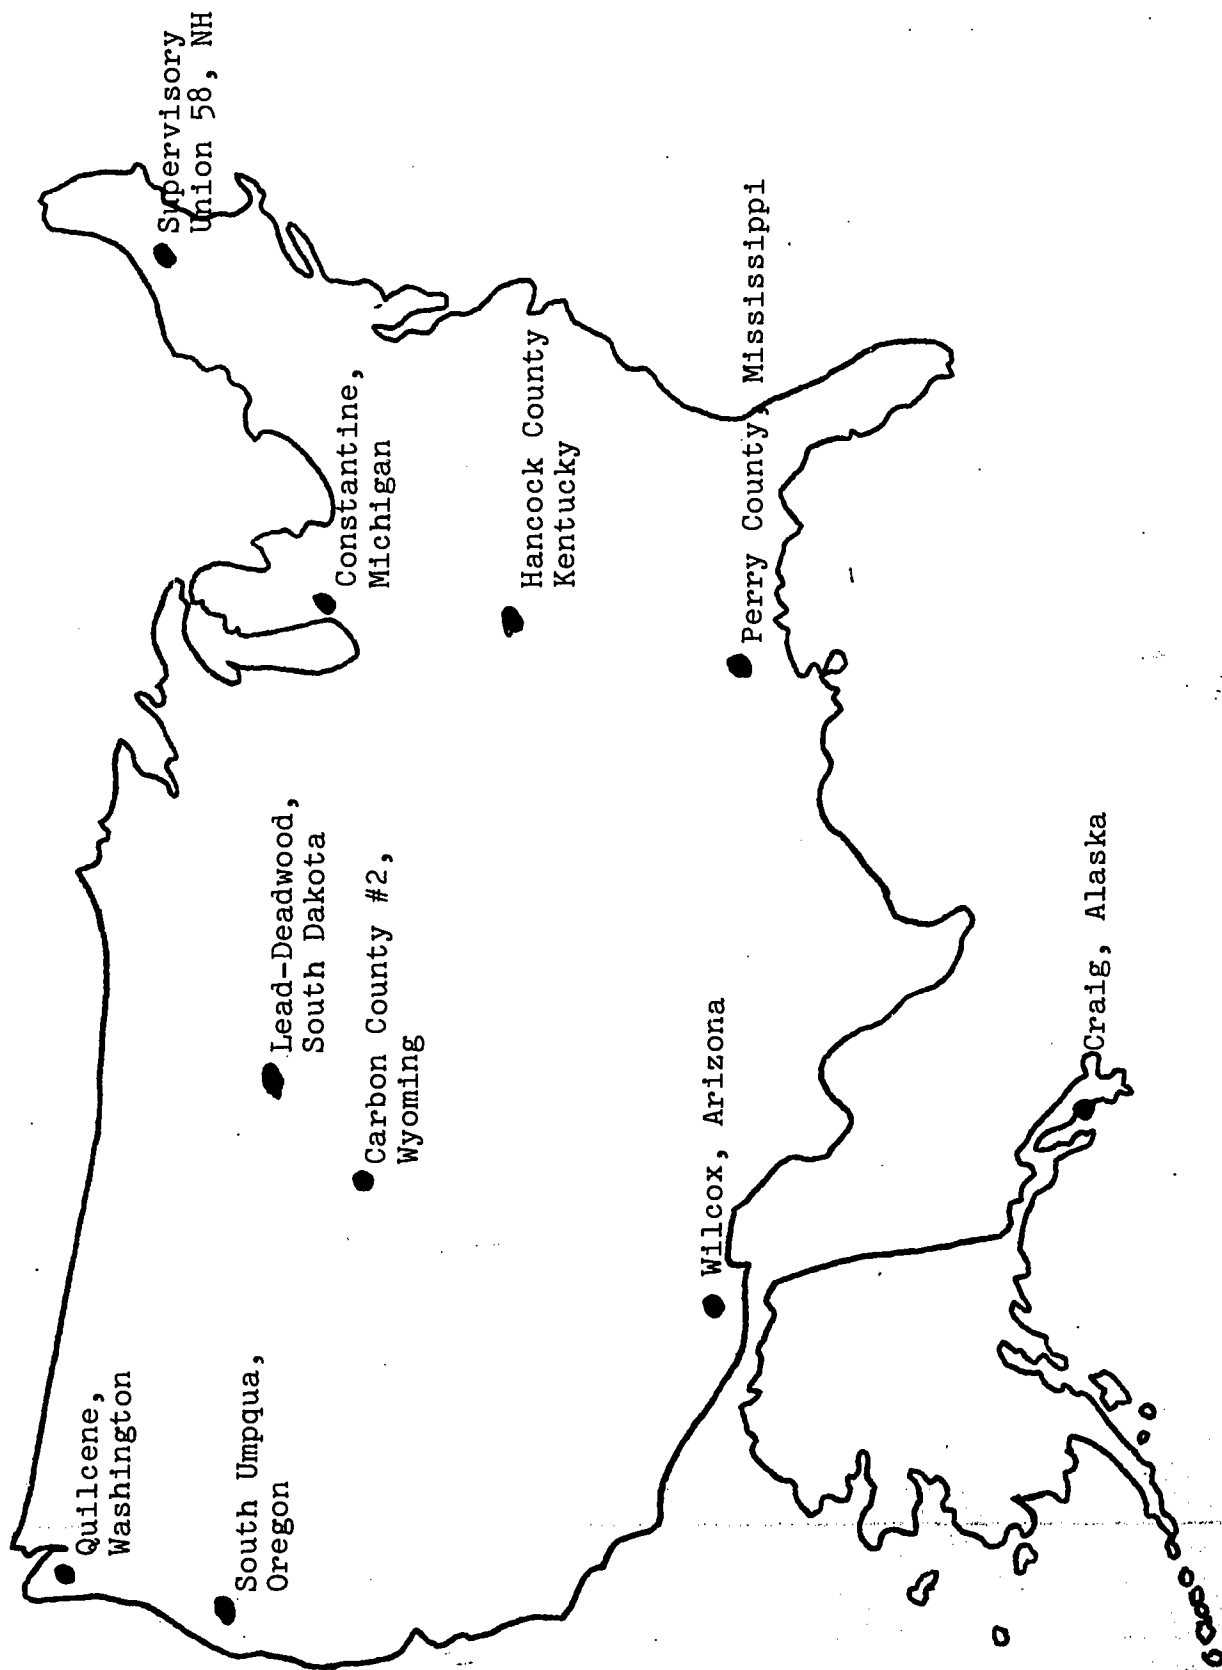 Quilcene,
Washington
South Umpqua,
Oregon
Lead-Deadwood,
South Dakota
Carbon County #2,
Wyoming
Wilcox, Arizona
Craig, Alaska
Constantine,
Michigan
Hancock County
Kentucky
Perry County, Mississippi
Supervisory
Union 58, NH